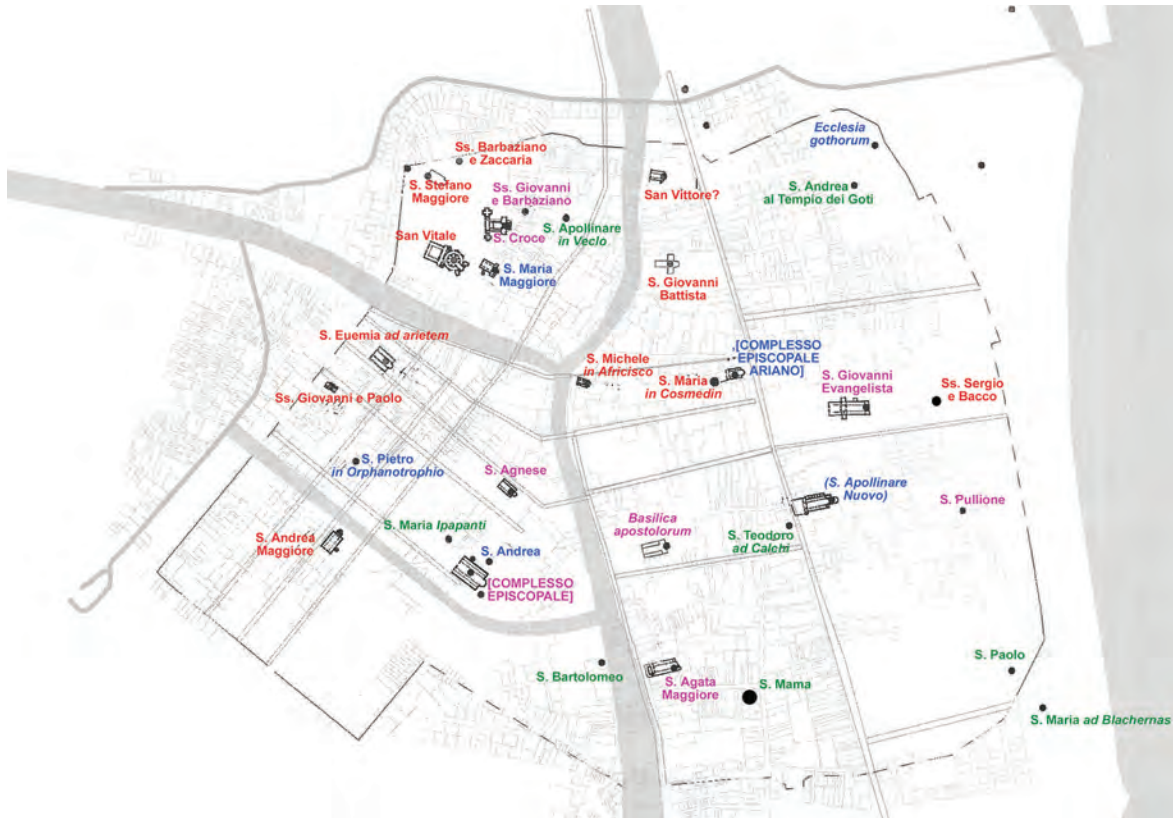 Ecclesia
gothorum
Ss. Barbaziano
e Zaccaria
S. Stefano
Maggiore
Ss. Giovanni
e Barbaziano
San Vittore?
S. Andrea
al Tempio dei Goti
S. Apollinare
in Veclo
San Vitale
S. Croce
S. Maria
Maggiore
S. Giovanni
Battista
S. Euemia ad arietem
S. Michele
in Africisco
[COMPLESSO
EPISCOPALE
ARIANO]
S. Maria
in Cosmedin
S. Giovanni
Evangelista
Ss. Sergio
e Bacco
Ss. Giovanni e Paolo
S. Pietro
in Orphanotrophio
S. Agnese
(S. Apollinare
Nuovo)
S. Pullione
S. Maria Ipapanti
Basilica
apostolorum
S. Teodoro
ad Calchi
S. Andrea
Maggiore
S. Andrea
[COMPLESSO
EPISCOPALE]
S. Bartolomeo
S. Agata
Maggiore
S. Mama
S. Paolo
S. Maria ad Blachernas